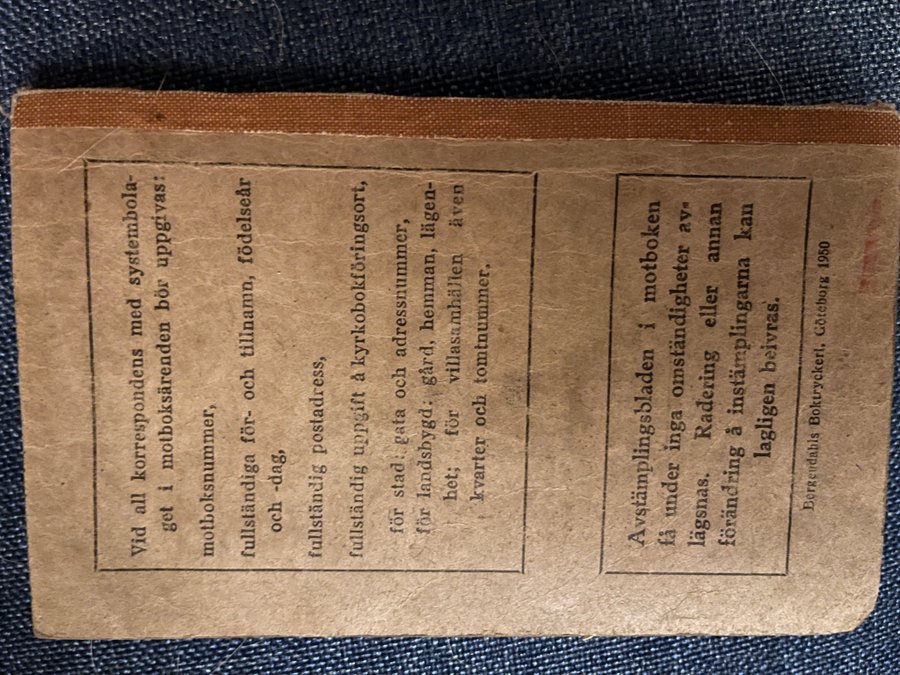 Vid all korrespondens med systembola-
get i motboksärenden bör uppgivas:
motboksnummer,
fullständiga för- och tillnamn, födelseår
och -dag,
fullständig postadress,
fullständig uppgift å kyrkobokföringsort,
för stad: gata och adressnummer,
för landsbygd: gård, hemman, lägen-
het; för villasamhällen även
kvarter och tomtnummer.
Avstämplingsbladen i motboken
få under inga omständigheter av-
lägsnas. Radering eller annan
förändring å instämplingarna kan
lagligen beivras.
Bergendahls Boktryckeri, Göteborg 1950